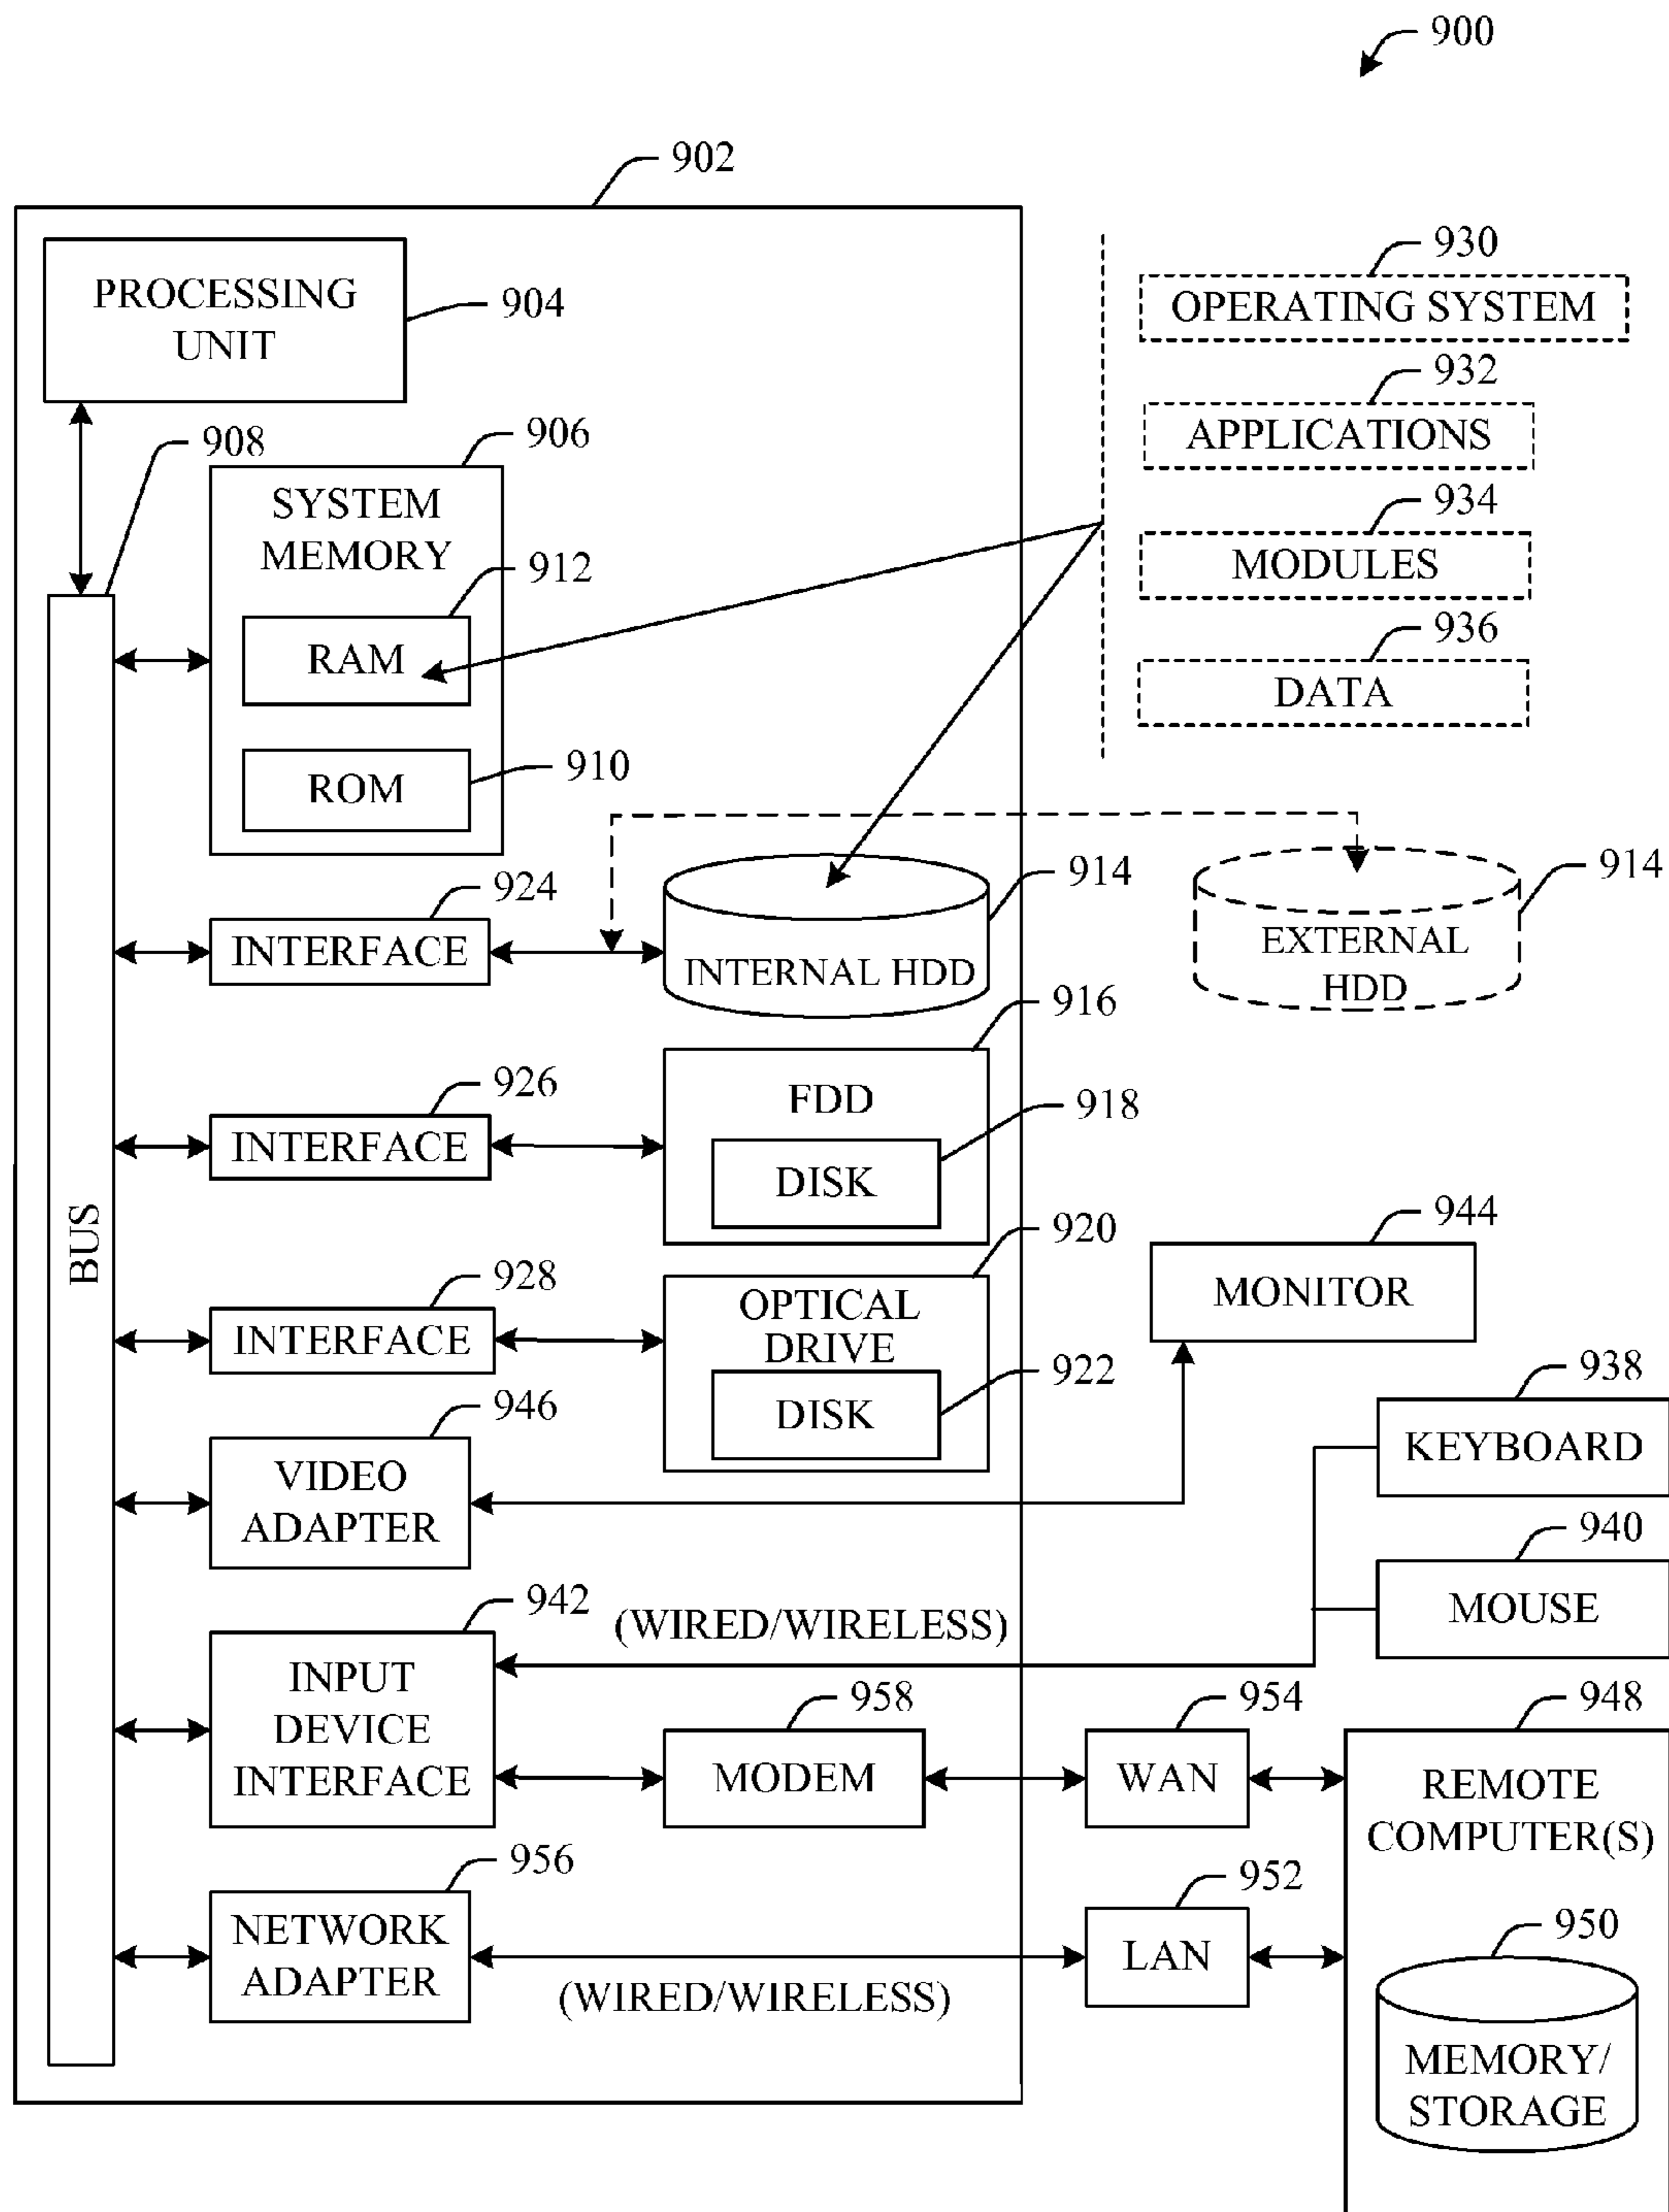 900
902
PROCESSING
UNIT
904
930
OPERATING SYSTEM
932
APPLICATIONS
934
MODULES
936
DATA
908
906
SYSTEM
MEMORY
912
RAM
910
ROM
924
INTERFACE
914
INTERNAL HDD
914
EXTERNAL
HDD
916
926
INTERFACE
FDD
918
DISK
BUS
920
928
INTERFACE
OPTICAL
DRIVE
922
DISK
944
MONITOR
946
VIDEO
ADAPTER
938
KEYBOARD
940
MOUSE
942
(WIRED/WIRELESS)
INPUT
DEVICE
INTERFACE
958
MODEM
954
WAN
948
REMOTE
COMPUTER(S)
956
NETWORK
ADAPTER
(WIRED/WIRELESS)
952
LAN
950
MEMORY/
STORAGE